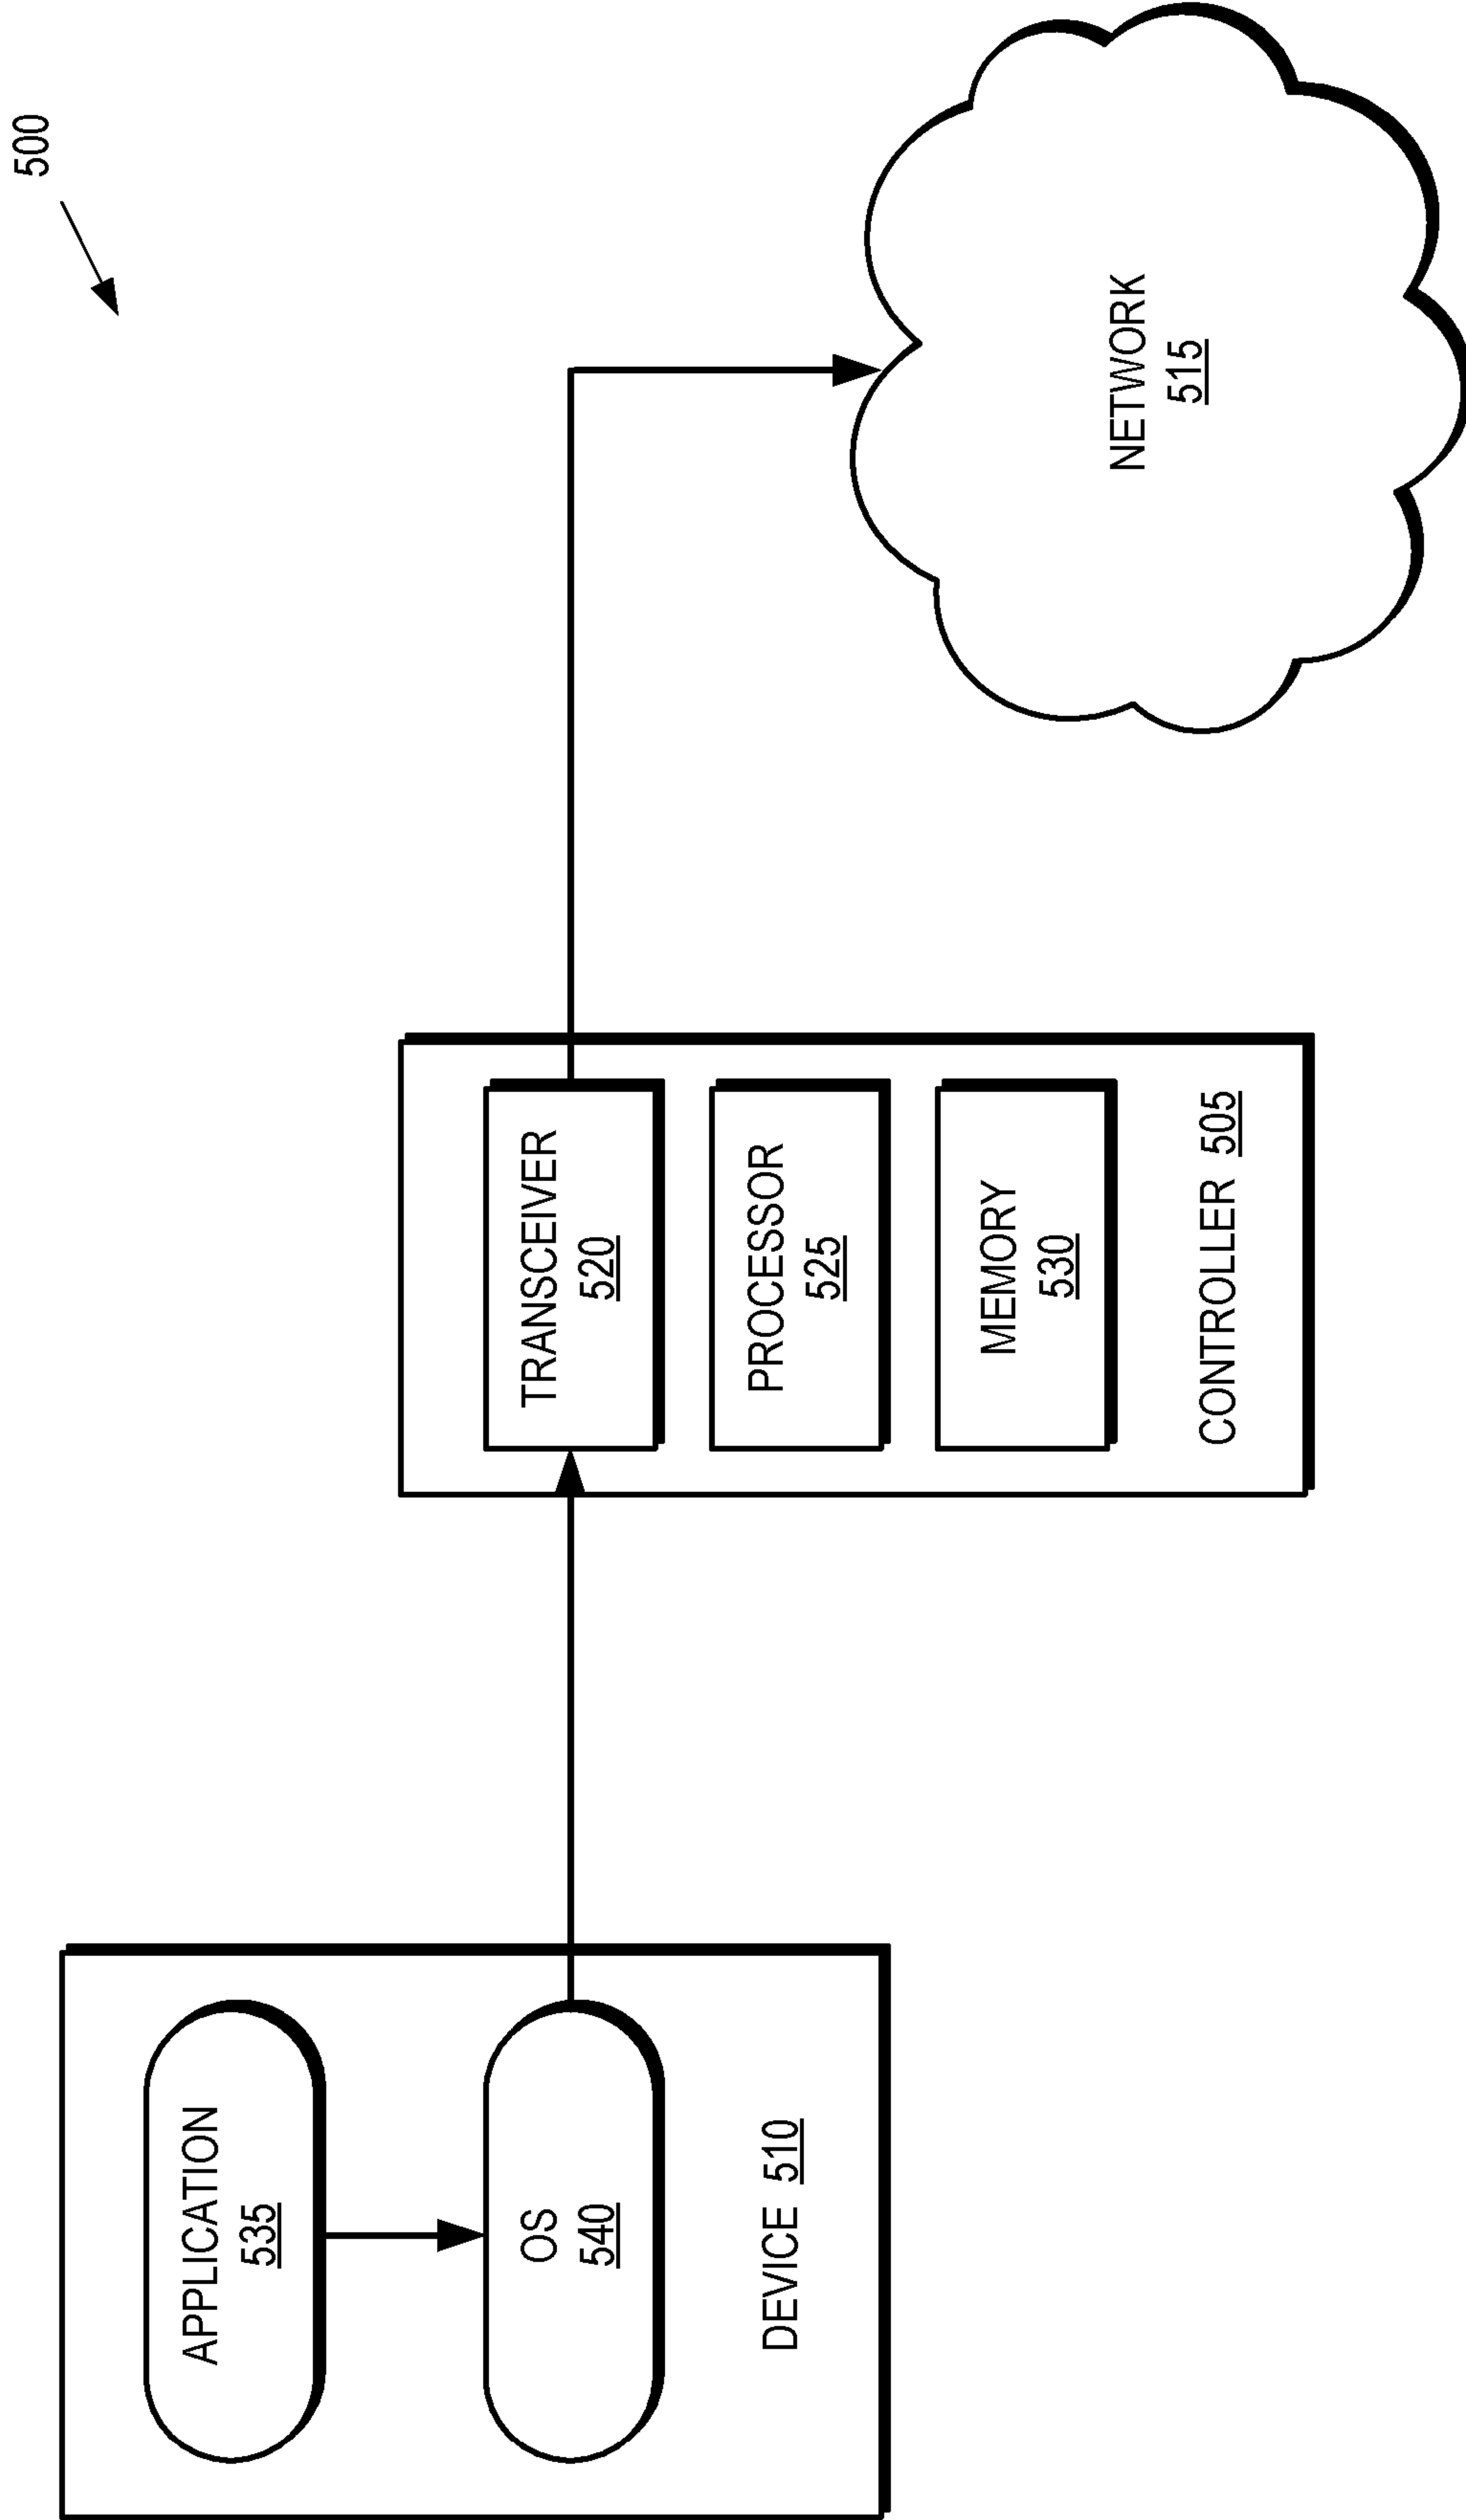 500
APPLICATION
535
OS
540
DEVICE 510
TRANSCEIVER
520
PROCESSOR
525
MEMORY
530
CONTROLLER 505
NETWORK
515